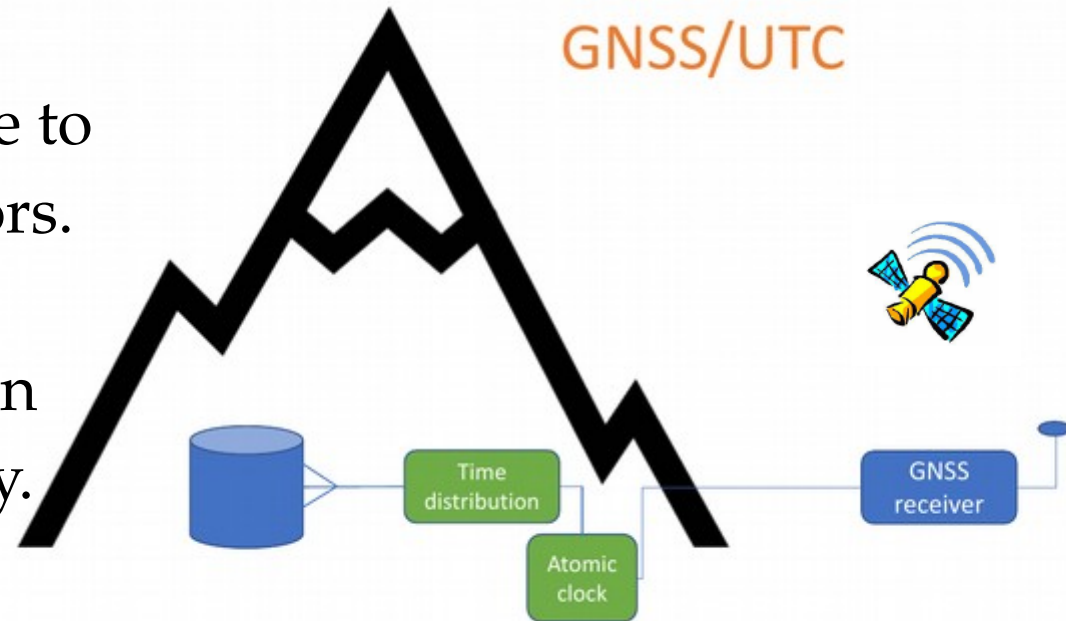 GNSS/UTC
e to
ors.
n
y.
Time
distribution
GNSS
receiver
Atomic
clock